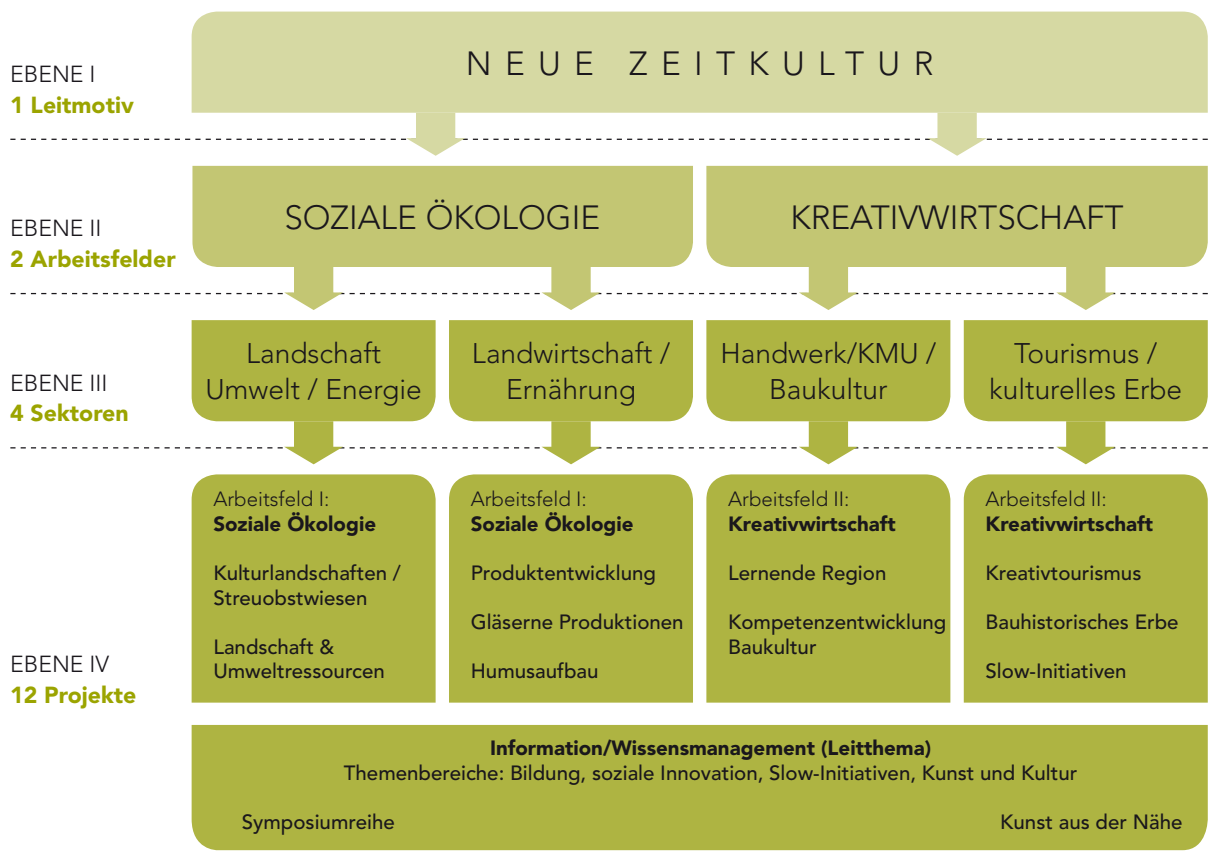 NEUE ZEITKULTUR
EBENE I
1 Leitmotiv
SOZIALE ÖKOLOGIE
KREATIVWIRTSCHAFT
EBENE II
2 Arbeitsfelder
Landschaft
Umwelt / Energie
Landwirtschaft /
Ernährung
Handwerk/KMU /
Baukultur
Tourismus /
kulturelles Erbe
EBENE III
4 Sektoren
Arbeitsfeld I:
Soziale Ökologie
Kulturlandschaften /
Streuobstwiesen
Landschaft &
Umweltressourcen
Arbeitsfeld I:
Soziale Ökologie
Produktentwicklung
Gläserne Produktionen
Humusaufbau
Arbeitsfeld II:
Kreativwirtschaft
Lernende Region
Kompetenzentwicklung
Baukultur
Arbeitsfeld II:
Kreativwirtschaft
Kreativtourismus
Bauhistorisches Erbe
Slow-Initiativen
EBENE IV
12 Projekte
Information/Wissensmanagement (Leitthema)
Themenbereiche: Bildung, soziale Innovation, Slow-Initiativen, Kunst und Kultur
Symposiumreihe
Kunst aus der Nähe